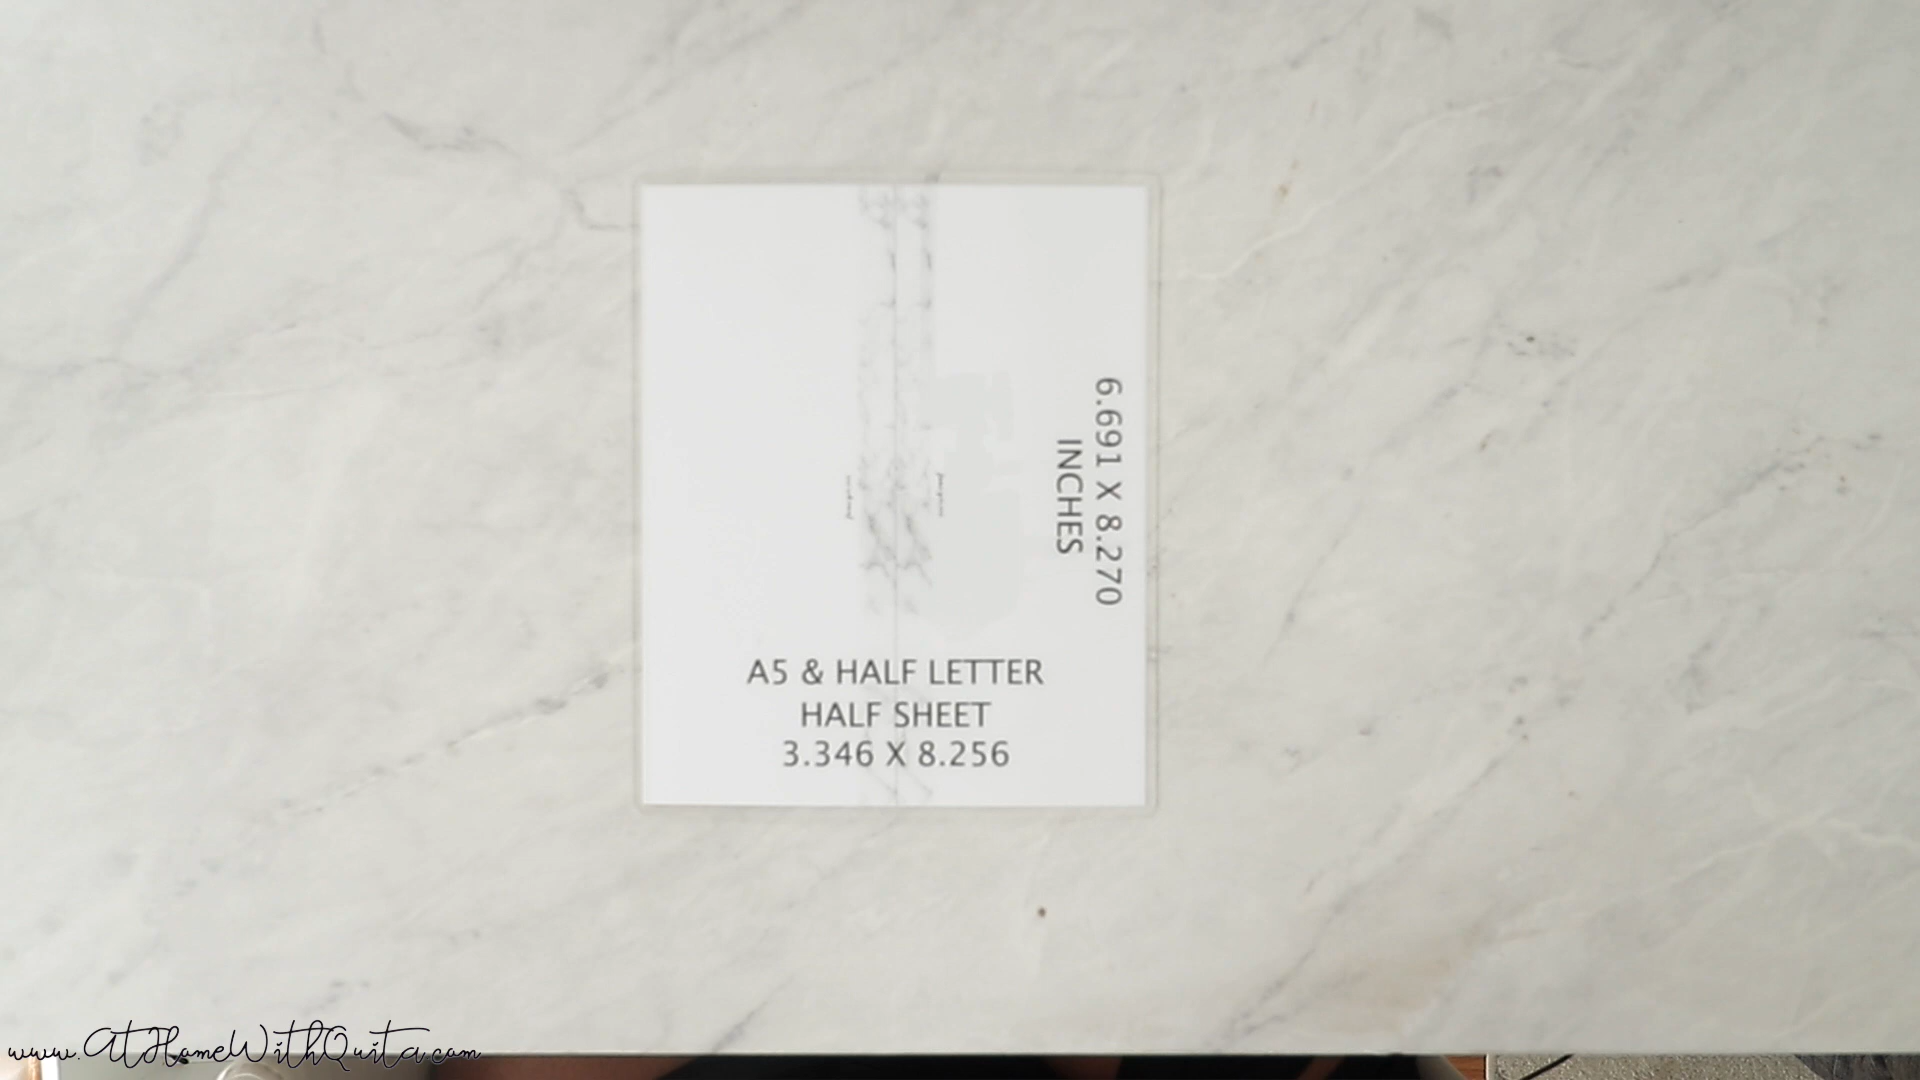 6.691 X 8.270
INCHES
A5 & HALF LETTER
HALF SHEET
3.346 X 8.256
www.AtHomeWithQuita.com